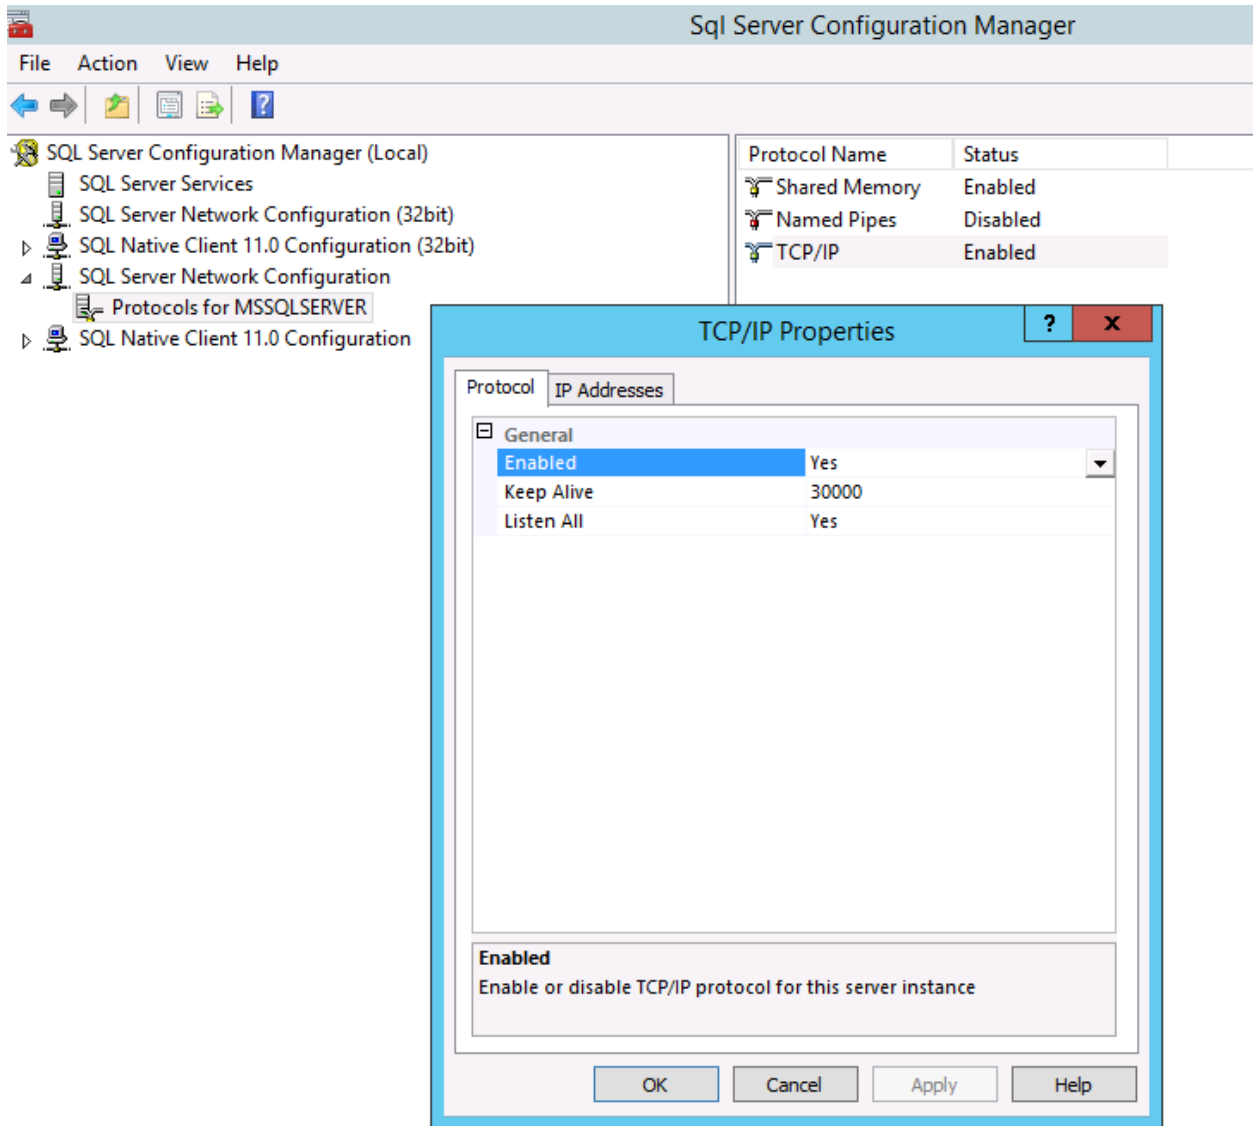 Sql Server Configuration Manager
File Action View Help
SQL Server Configuration Manager (Local)
SQL Server Services
SQL Server Network Configuration (32bit)
SQL Native Client 11.0 Configuration (32bit)
SQL Server Network Configuration
Protocols for MSSQLSERVER
SQL Native Client 11.0 Configuration
Protocol Name Status
Shared Memory Enabled
Named Pipes Disabled
TCP/IP Enabled
TCP/IP Properties
? x
Protocol IP Addresses
General
Enabled Yes
Keep Alive 30000
Listen All Yes
Enabled
Enable or disable TCP/IP protocol for this server instance
OK Cancel Apply Help